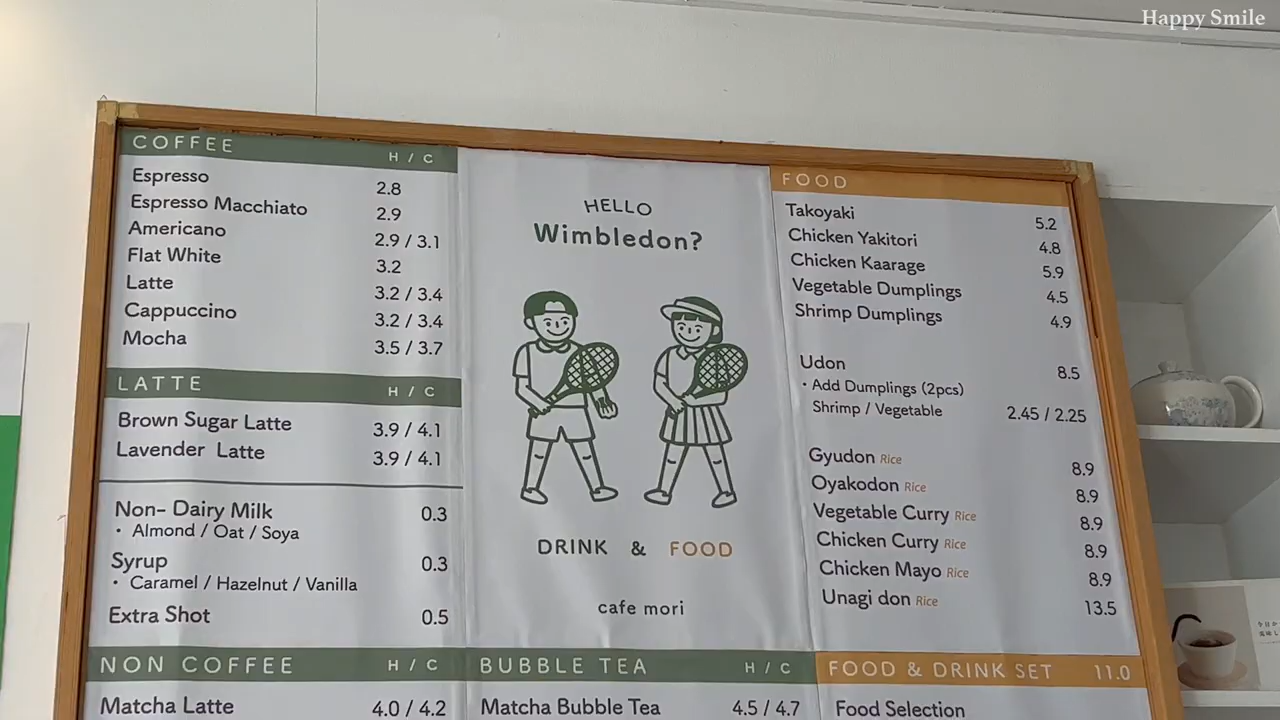 Happy Smile
COFFEE H / C
Espresso 2.8
Espresso Macchiato 2.9
Americano 2.9 / 3.1
Flat White 3.2
Latte 3.2 / 3.4
Cappuccino 3.2 / 3.4
Mocha 3.5 / 3.7
LATTE H / C
Brown Sugar Latte 3.9 / 4.1
Lavender Latte 3.9 / 4.1
Non- Dairy Milk 0.3
• Almond / Oat / Soya
Syrup 0.3
• Caramel / Hazelnut / Vanilla
Extra Shot 0.5
NON COFFEE H / C
Matcha Latte 4.0 / 4.2
HELLO
Wimbledon?
DRINK & FOOD
cafe mori
BUBBLE TEA H / C
Matcha Bubble Tea 4.5 / 4.7
FOOD
Takoyaki 5.2
Chicken Yakitori 4.8
Chicken Kaarage 5.9
Vegetable Dumplings 4.5
Shrimp Dumplings 4.9
Udon 8.5
• Add Dumplings (2pcs)
Shrimp / Vegetable 2.45 / 2.25
Gyudon Rice 8.9
Oyakodon Rice 8.9
Vegetable Curry Rice 8.9
Chicken Curry Rice 8.9
Chicken Mayo Rice 8.9
Unagi don Rice 13.5
FOOD & DRINK SET 11.0
Food Selection